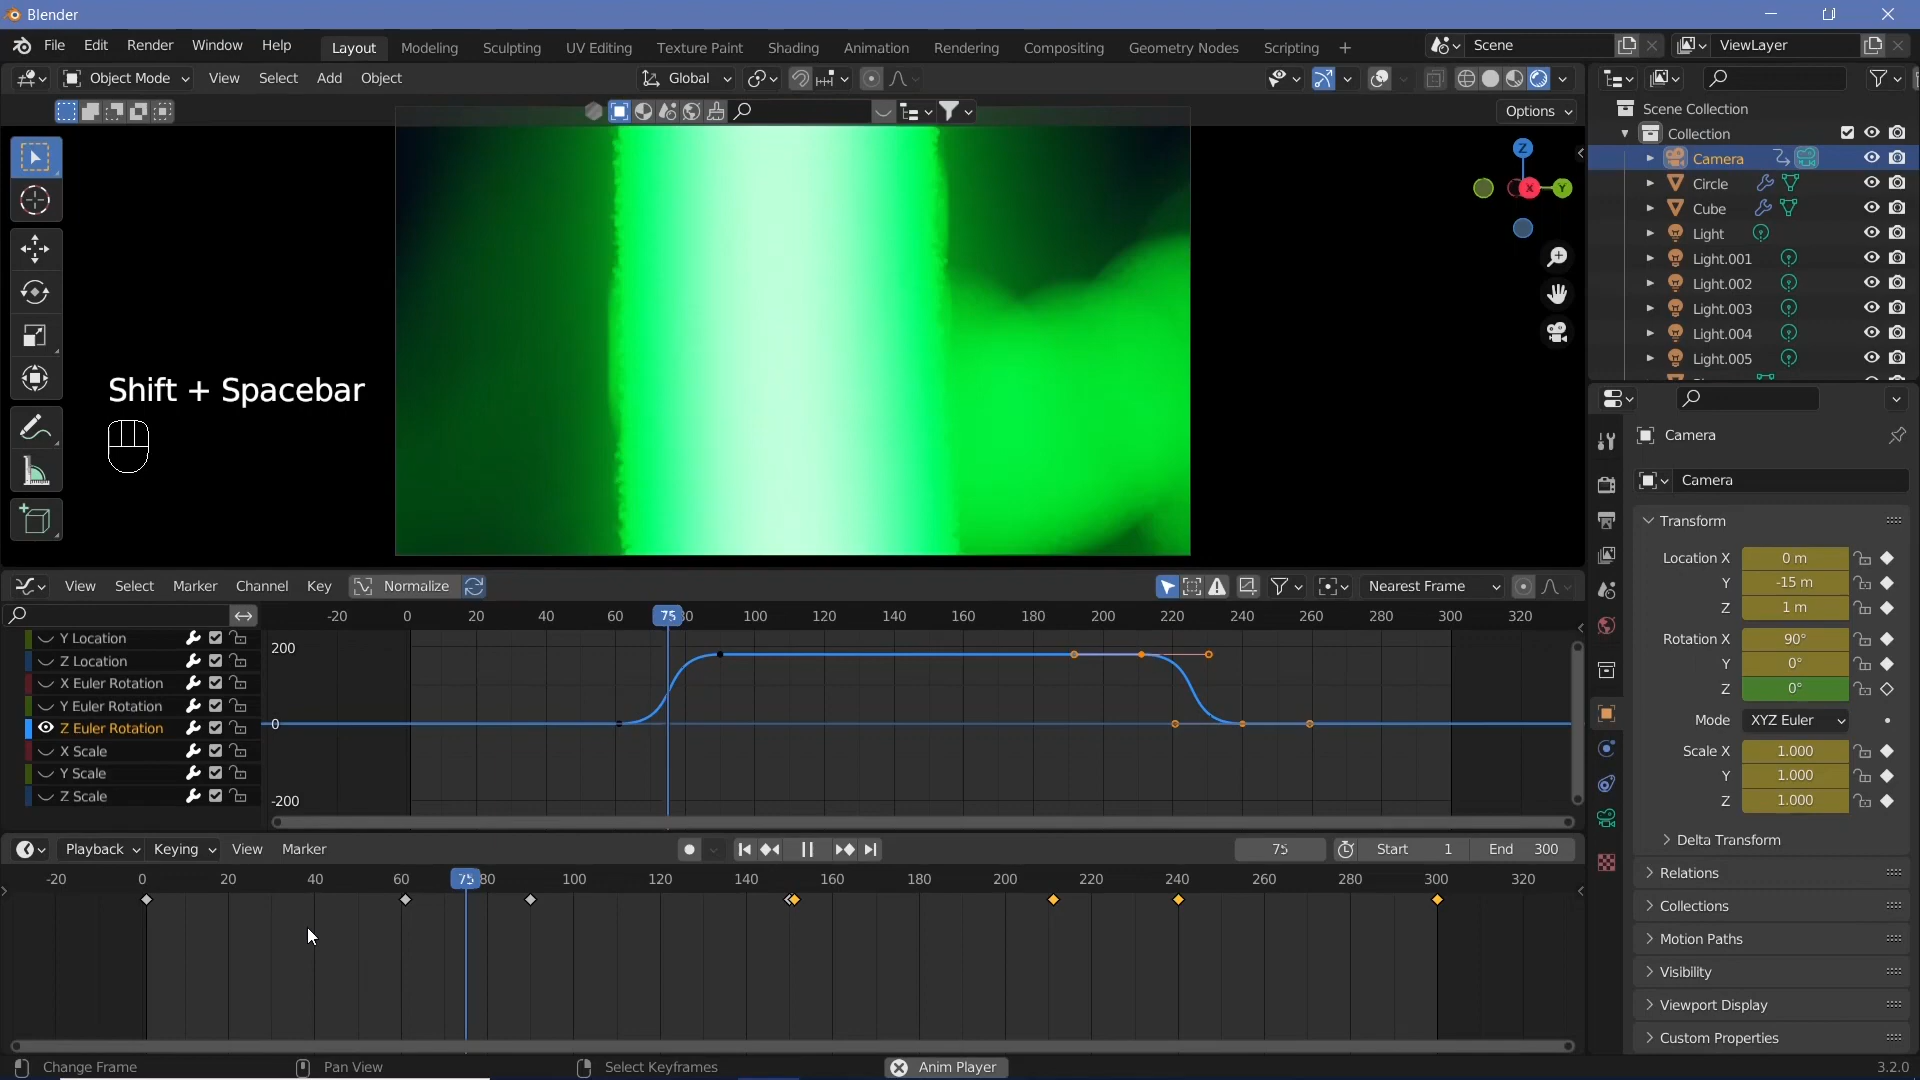 Blender
File Edit Render Window Help Layout Modeling Sculpting UV Editing Texture Paint Shading Animation Rendering Compositing Geometry Nodes Scripting + Scene ViewLayer
Object Mode View Select Add Object Global
Options
Scene Collection
Collection
Camera
Circle
Cube
Light
Light.001
Light.002
Light.003
Light.004
Light.005
Z
X
Y
Shift + Spacebar
Camera
Camera
Transform
Location X 0 m
Y -15 m
Z 1 m
Rotation X 90°
Y 0°
Z 0°
Mode XYZ Euler
Scale X 1.000
Y 1.000
Z 1.000
Delta Transform
Relations
Collections
Motion Paths
Visibility
Viewport Display
Custom Properties
View Select Marker Channel Key Normalize Nearest Frame
-20 0 20 40 60 75 80 100 120 140 160 180 200 220 240 260 280 300 320
Y Location
Z Location
X Euler Rotation
Y Euler Rotation
Z Euler Rotation
X Scale
Y Scale
Z Scale
200
0
-200
Playback Keying View Marker 75 Start 1 End 300
-20 0 20 40 60 75 80 100 120 140 160 180 200 220 240 260 280 300 320
Change Frame Pan View Select Keyframes Anim Player 3.2.0